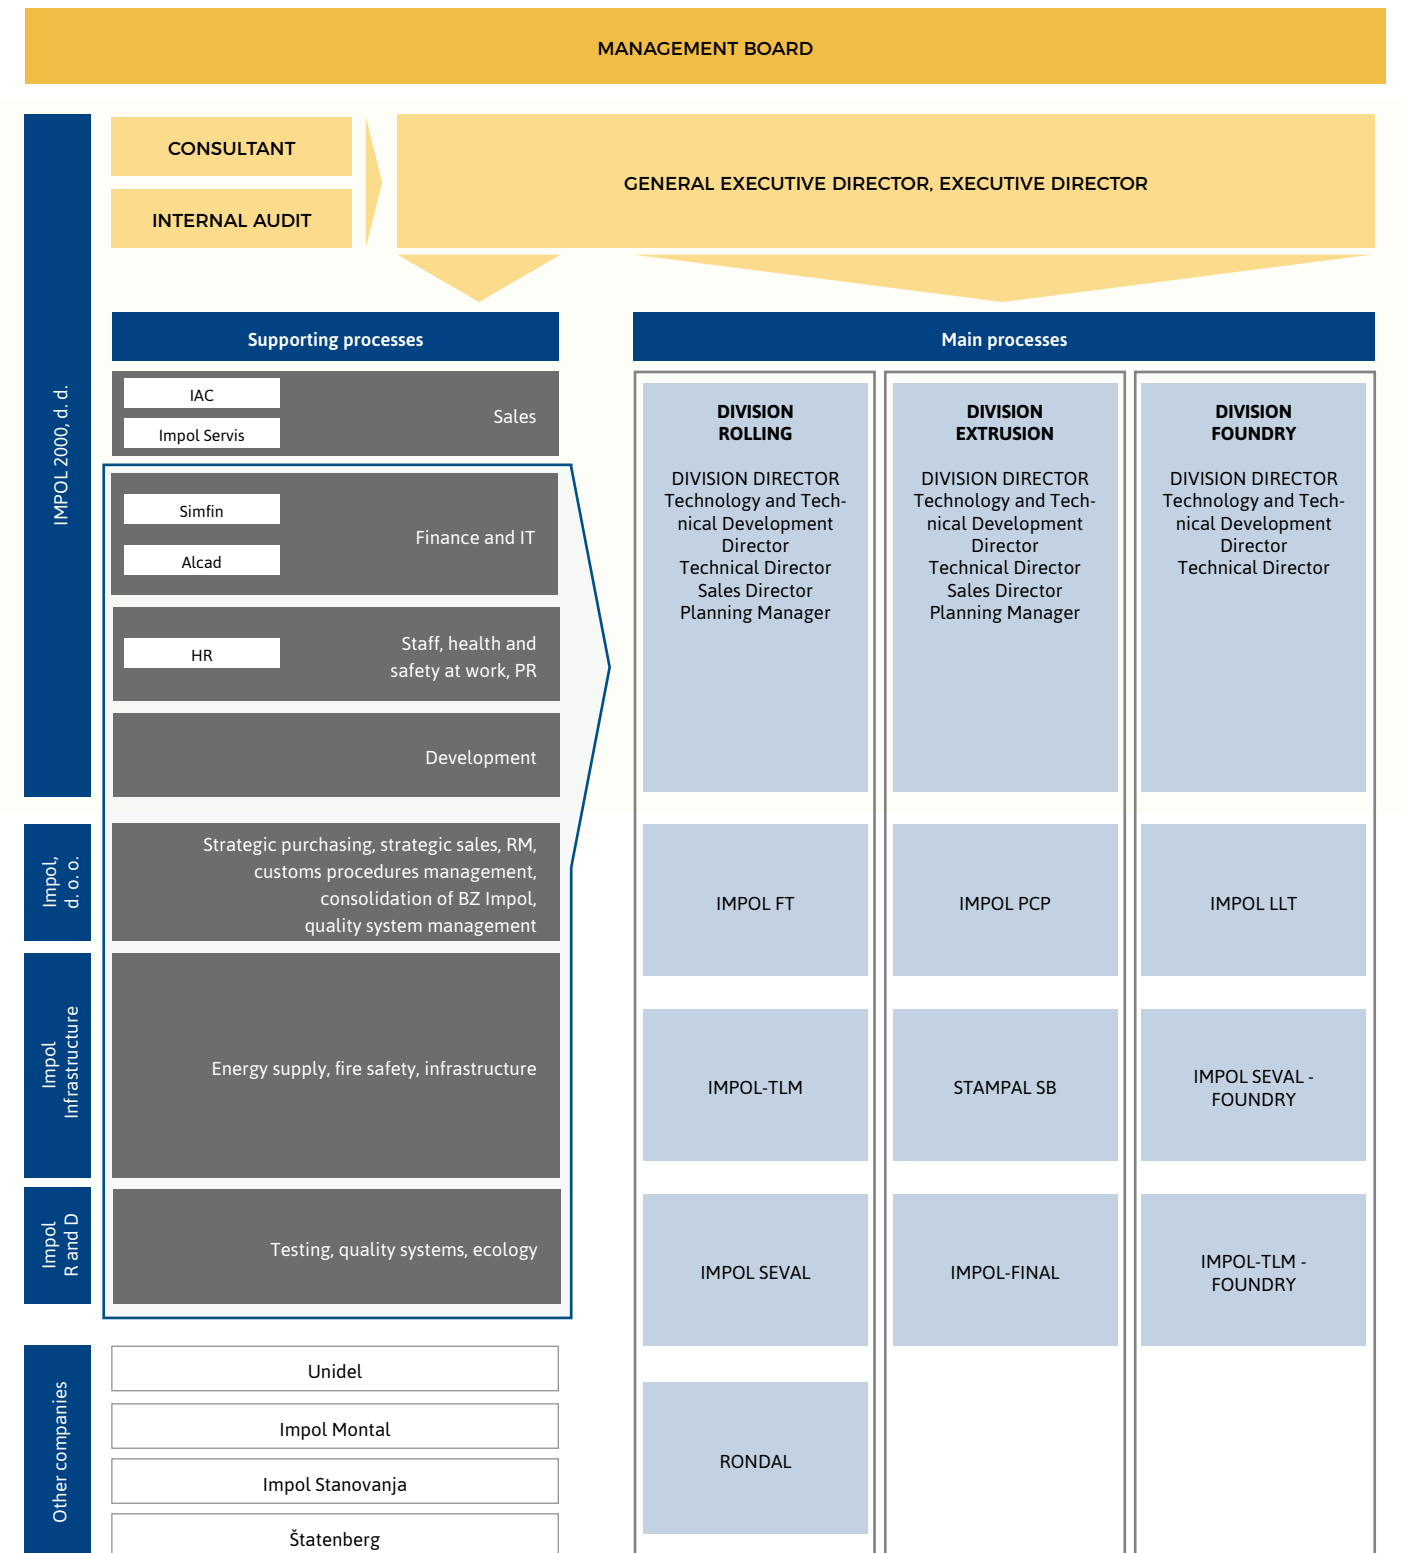 MANAGEMENT BOARD
CONSULTANT
INTERNAL AUDIT
GENERAL EXECUTIVE DIRECTOR, EXECUTIVE DIRECTOR
IMPOL 2000, d. d.
Supporting processes
IAC
Impol Servis
Sales
Simfin
Alcad
Finance and IT
HR
Staff, health and
safety at work, PR
Development
Impol,
d. o. o.
Strategic purchasing, strategic sales, RM,
customs procedures management,
consolidation of BZ Impol,
quality system management
Impol
Infrastructure
Energy supply, fire safety, infrastructure
Impol
R and D
Testing, quality systems, ecology
Other companies
Unidel
Impol Montal
Impol Stanovanja
Štatenberg
Main processes
DIVISION
ROLLING
DIVISION DIRECTOR
Technology and Tech-
nical Development
Director
Technical Director
Sales Director
Planning Manager
IMPOL FT
IMPOL-TLM
IMPOL SEVAL
RONDAL
DIVISION
EXTRUSION
DIVISION DIRECTOR
Technology and Tech-
nical Development
Director
Technical Director
Sales Director
Planning Manager
IMPOL PCP
STAMPAL SB
IMPOL-FINAL
DIVISION
FOUNDRY
DIVISION DIRECTOR
Technology and Tech-
nical Development
Director
Technical Director
IMPOL LLT
IMPOL SEVAL -
FOUNDRY
IMPOL-TLM -
FOUNDRY